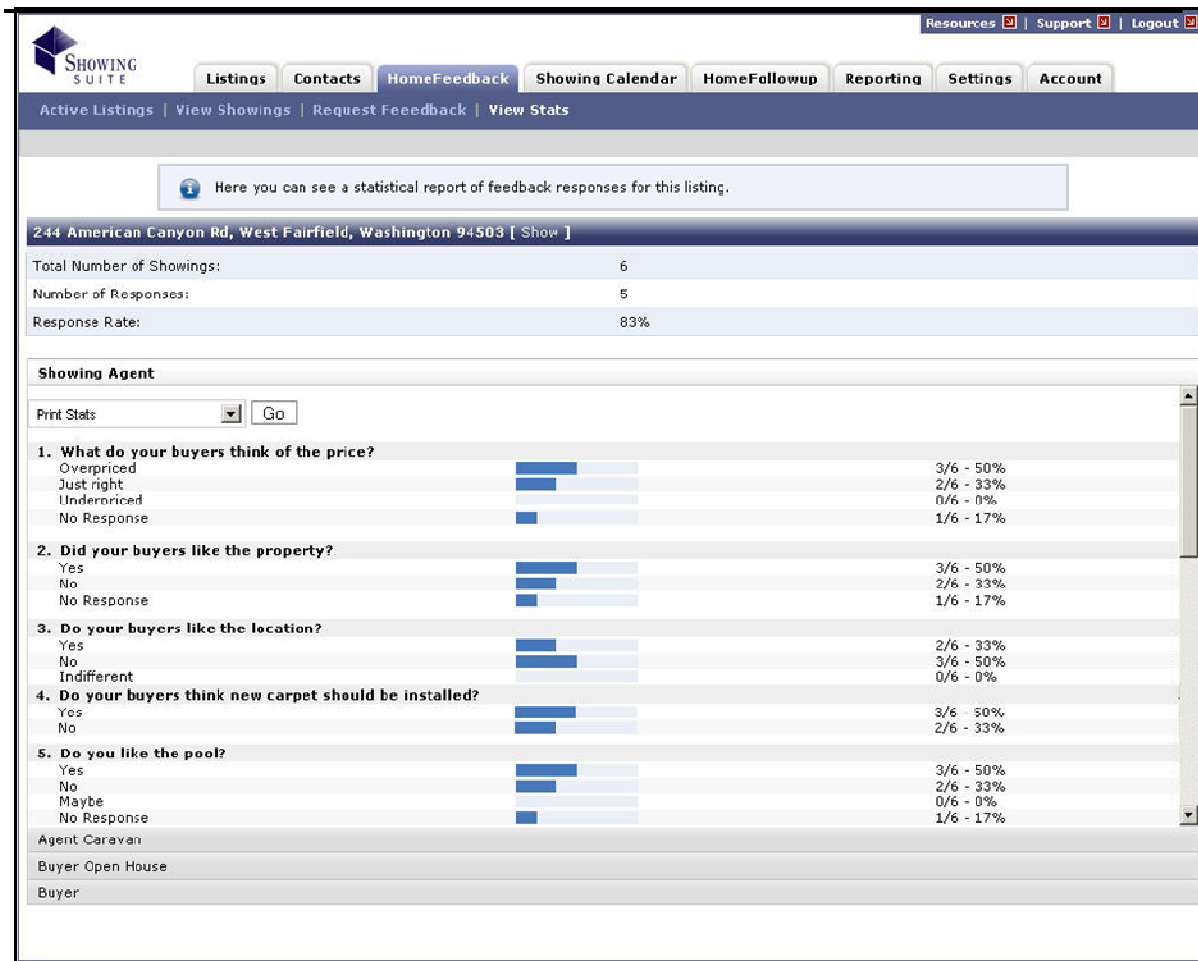 Resources | Support | Logout
SHOWING
SUITE
Listings Contacts HomeFeedback Showing Calendar HomeFollowup Reporting Settings Account
Active Listings | View Showings | Request Feeedback | View Stats
Here you can see a statistical report of feedback responses for this listing.
244 American Canyon Rd, West Fairfield, Washington 94503 [ Show ]
Total Number of Showings: 6
Number of Responses: 5
Response Rate: 83%
Showing Agent
Print Stats Go
1. What do your buyers think of the price?
Overpriced 3/6 - 50%
Just right 2/6 - 33%
Underpriced 0/6 - 0%
No Response 1/6 - 17%
2. Did your buyers like the property?
Yes 3/6 - 50%
No 2/6 - 33%
No Response 1/6 - 17%
3. Do your buyers like the location?
Yes 2/6 - 33%
No 3/6 - 50%
Indifferent 0/6 - 0%
4. Do your buyers think new carpet should be installed?
Yes 3/6 - 50%
No 2/6 - 33%
5. Do you like the pool?
Yes 3/6 - 50%
No 2/6 - 33%
Maybe 0/6 - 0%
No Response 1/6 - 17%
Agent Caravan
Buyer Open House
Buyer